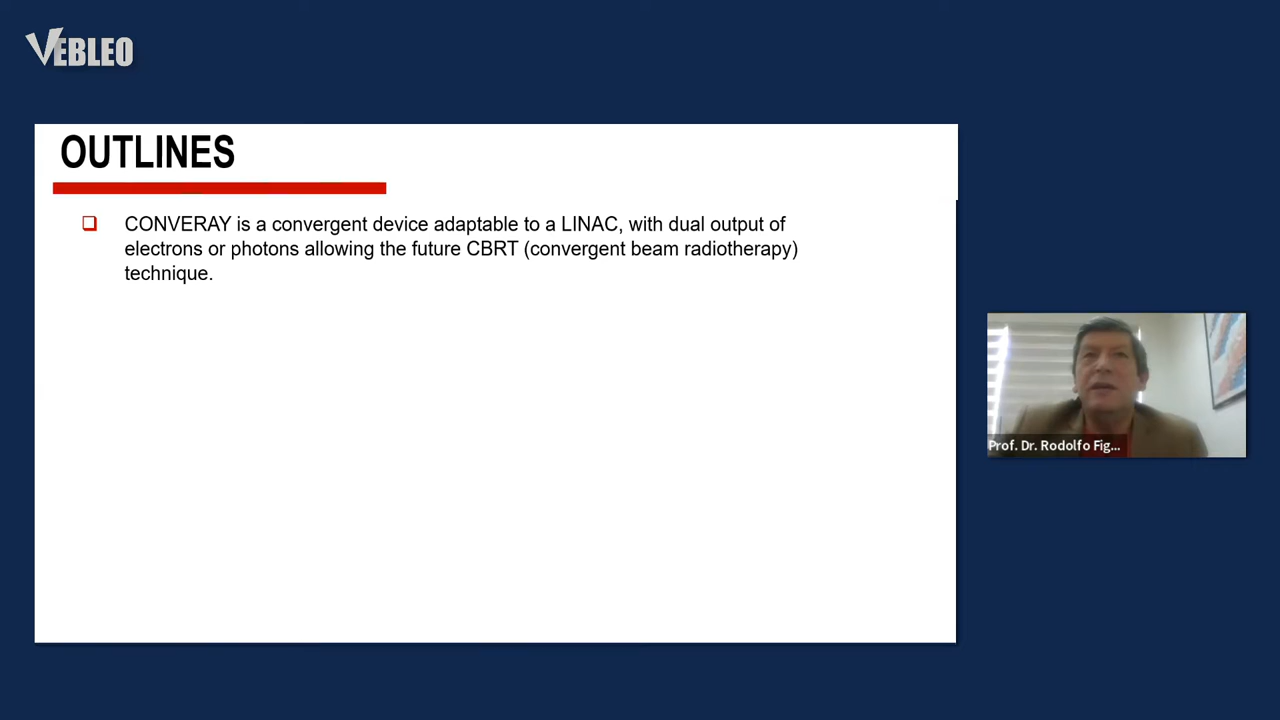 VEBLEO
OUTLINES
❑ CONVERAY is a convergent device adaptable to a LINAC, with dual output of
electrons or photons allowing the future CBRT (convergent beam radiotherapy)
technique.
Prof. Dr. Rodolfo Fig...